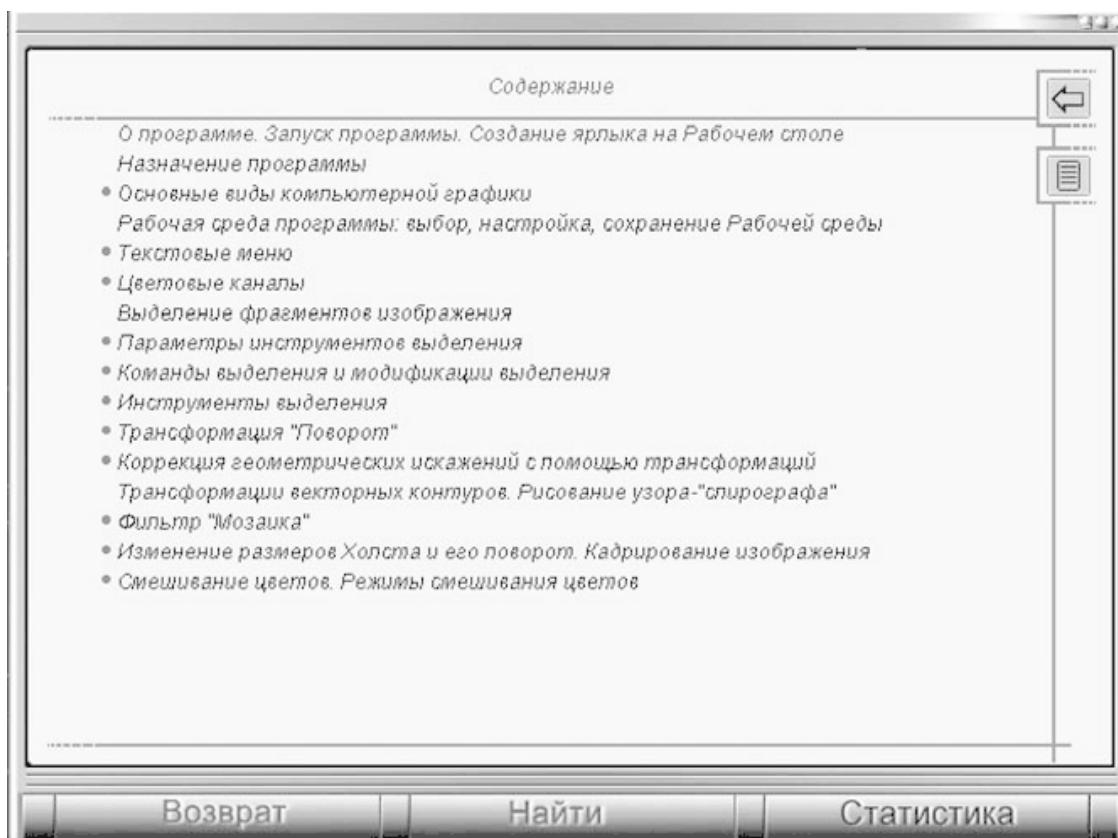 Содержание
О программе. Запуск программы. Создание ярлыка на Рабочем столе
Назначение программы
Основные виды компьютерной графики
Рабочая среда программы: выбор, настройка, сохранение Рабочей среды
Текстовые меню
Цветовые каналы
Выделение фрагментов изображения
Параметры инструментов выделения
Команды выделения и модификации выделения
Инструменты выделения
Трансформация "Поворот"
Коррекция геометрических искажений с помощью трансформаций
Трансформации векторных контуров. Рисование узора-"спирографа"
Фильтр "Мозаика"
Изменение размеров Холста и его поворот. Кадрирование изображения
Смешивание цветов. Режимы смешивания цветов
Возврат
Найти
Статистика